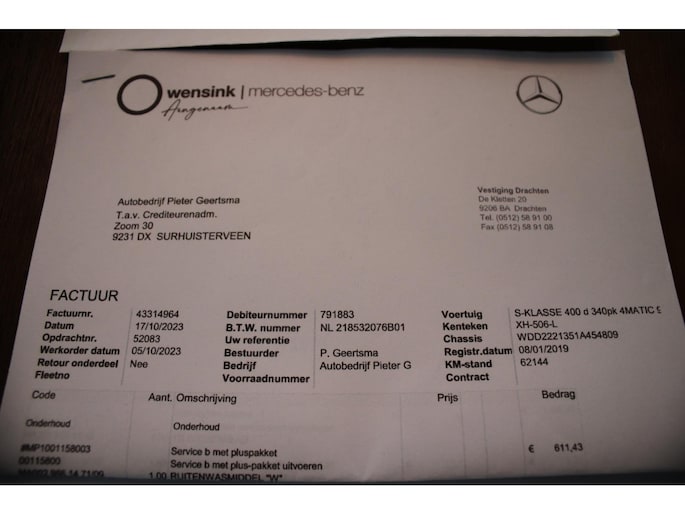 wensink | mercedes-benz
Aangenaam
Autobedrijf Pieter Geertsma
T.a.v. Crediteurenadm.
Zoom 30
9231 DX SURHUISTERVEEN
Vestiging Drachten
De Kletten 20
9206 BA Drachten
Tel. (0512) 58 91 00
Fax (0512) 58 91 08
FACTUUR
Factuurnr. 43314964 Debiteurnummer 791883 Voertuig S-KLASSE 400 d 340pk 4MATIC
Datum 17/10/2023 B.T.W. nummer NL 218532076B01 Kenteken XH-506-L
Opdrachtnr. 52083 Uw referentie Chassis WDD2221351A454809
Werkorder datum 05/10/2023 Bestuurder P. Geertsma Registr.datum 08/01/2019
Retour onderdeel Nee Bedrijf Autobedrijf Pieter G KM-stand 62144
Fleetno Voorraadnummer Contract
Code Aant. Omschrijving Prijs Bedrag
Onderhoud Onderhoud
#MP1001158003 Service b met pluspakket € 611,43
00115800 Service b met plus-pakket uitvoeren
1,00 RUITENWASMIDDEL "W"